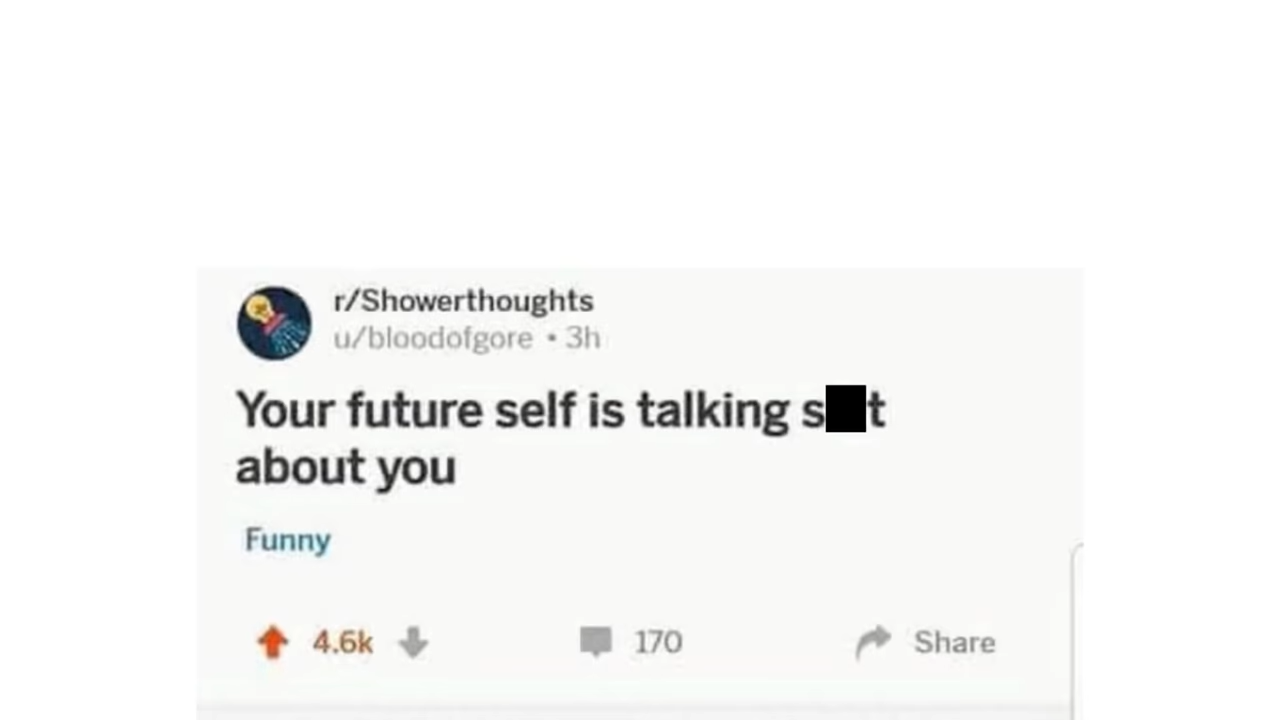 r/Showerthoughts
u/bloodofgore • 3h
Your future self is talking s█t
about you
Funny
4.6k 170 Share